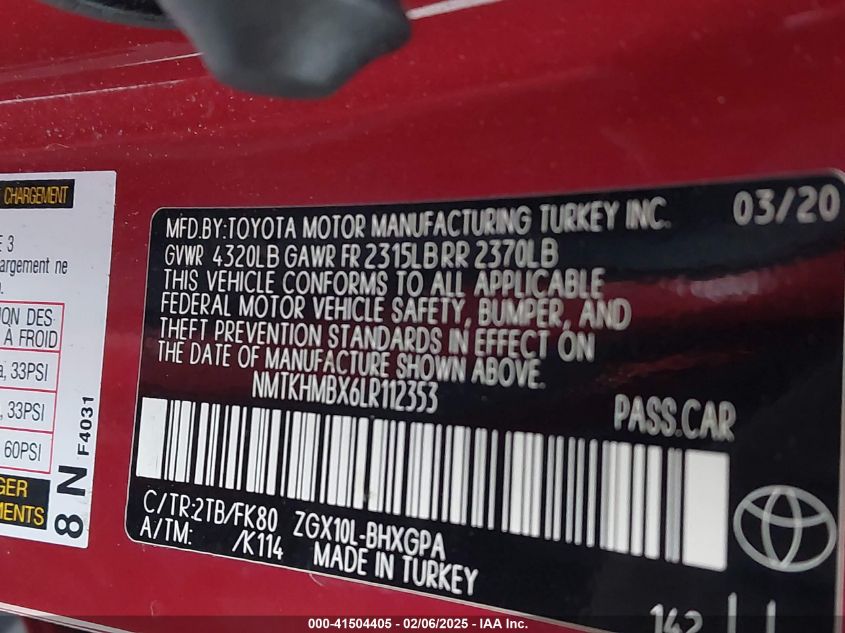 CHARGEMENT
E 3
argement ne
ON DES
À FROID
, 33PSI
, 33PSI
60PSI
GER
EMENTS
8 N F4031
MFD.BY:TOYOTA MOTOR MANUFACTURING TURKEY INC. 03/20
GVWR 4320LB GAWR FR 2315LB RR 2370LB
THIS VEHICLE CONFORMS TO ALL APPLICABLE
FEDERAL MOTOR VEHICLE SAFETY, BUMPER, AND
THEFT PREVENTION STANDARDS IN EFFECT ON
THE DATE OF MANUFACTURE SHOWN ABOVE.
NMTKHMBX6LR112353
PASS.CAR
C/TR:2TB/FK80 ZGX10L-BHXGPA
A/TM: /K114
MADE IN TURKEY
142
000-41504405 - 02/06/2025 - IAA Inc.